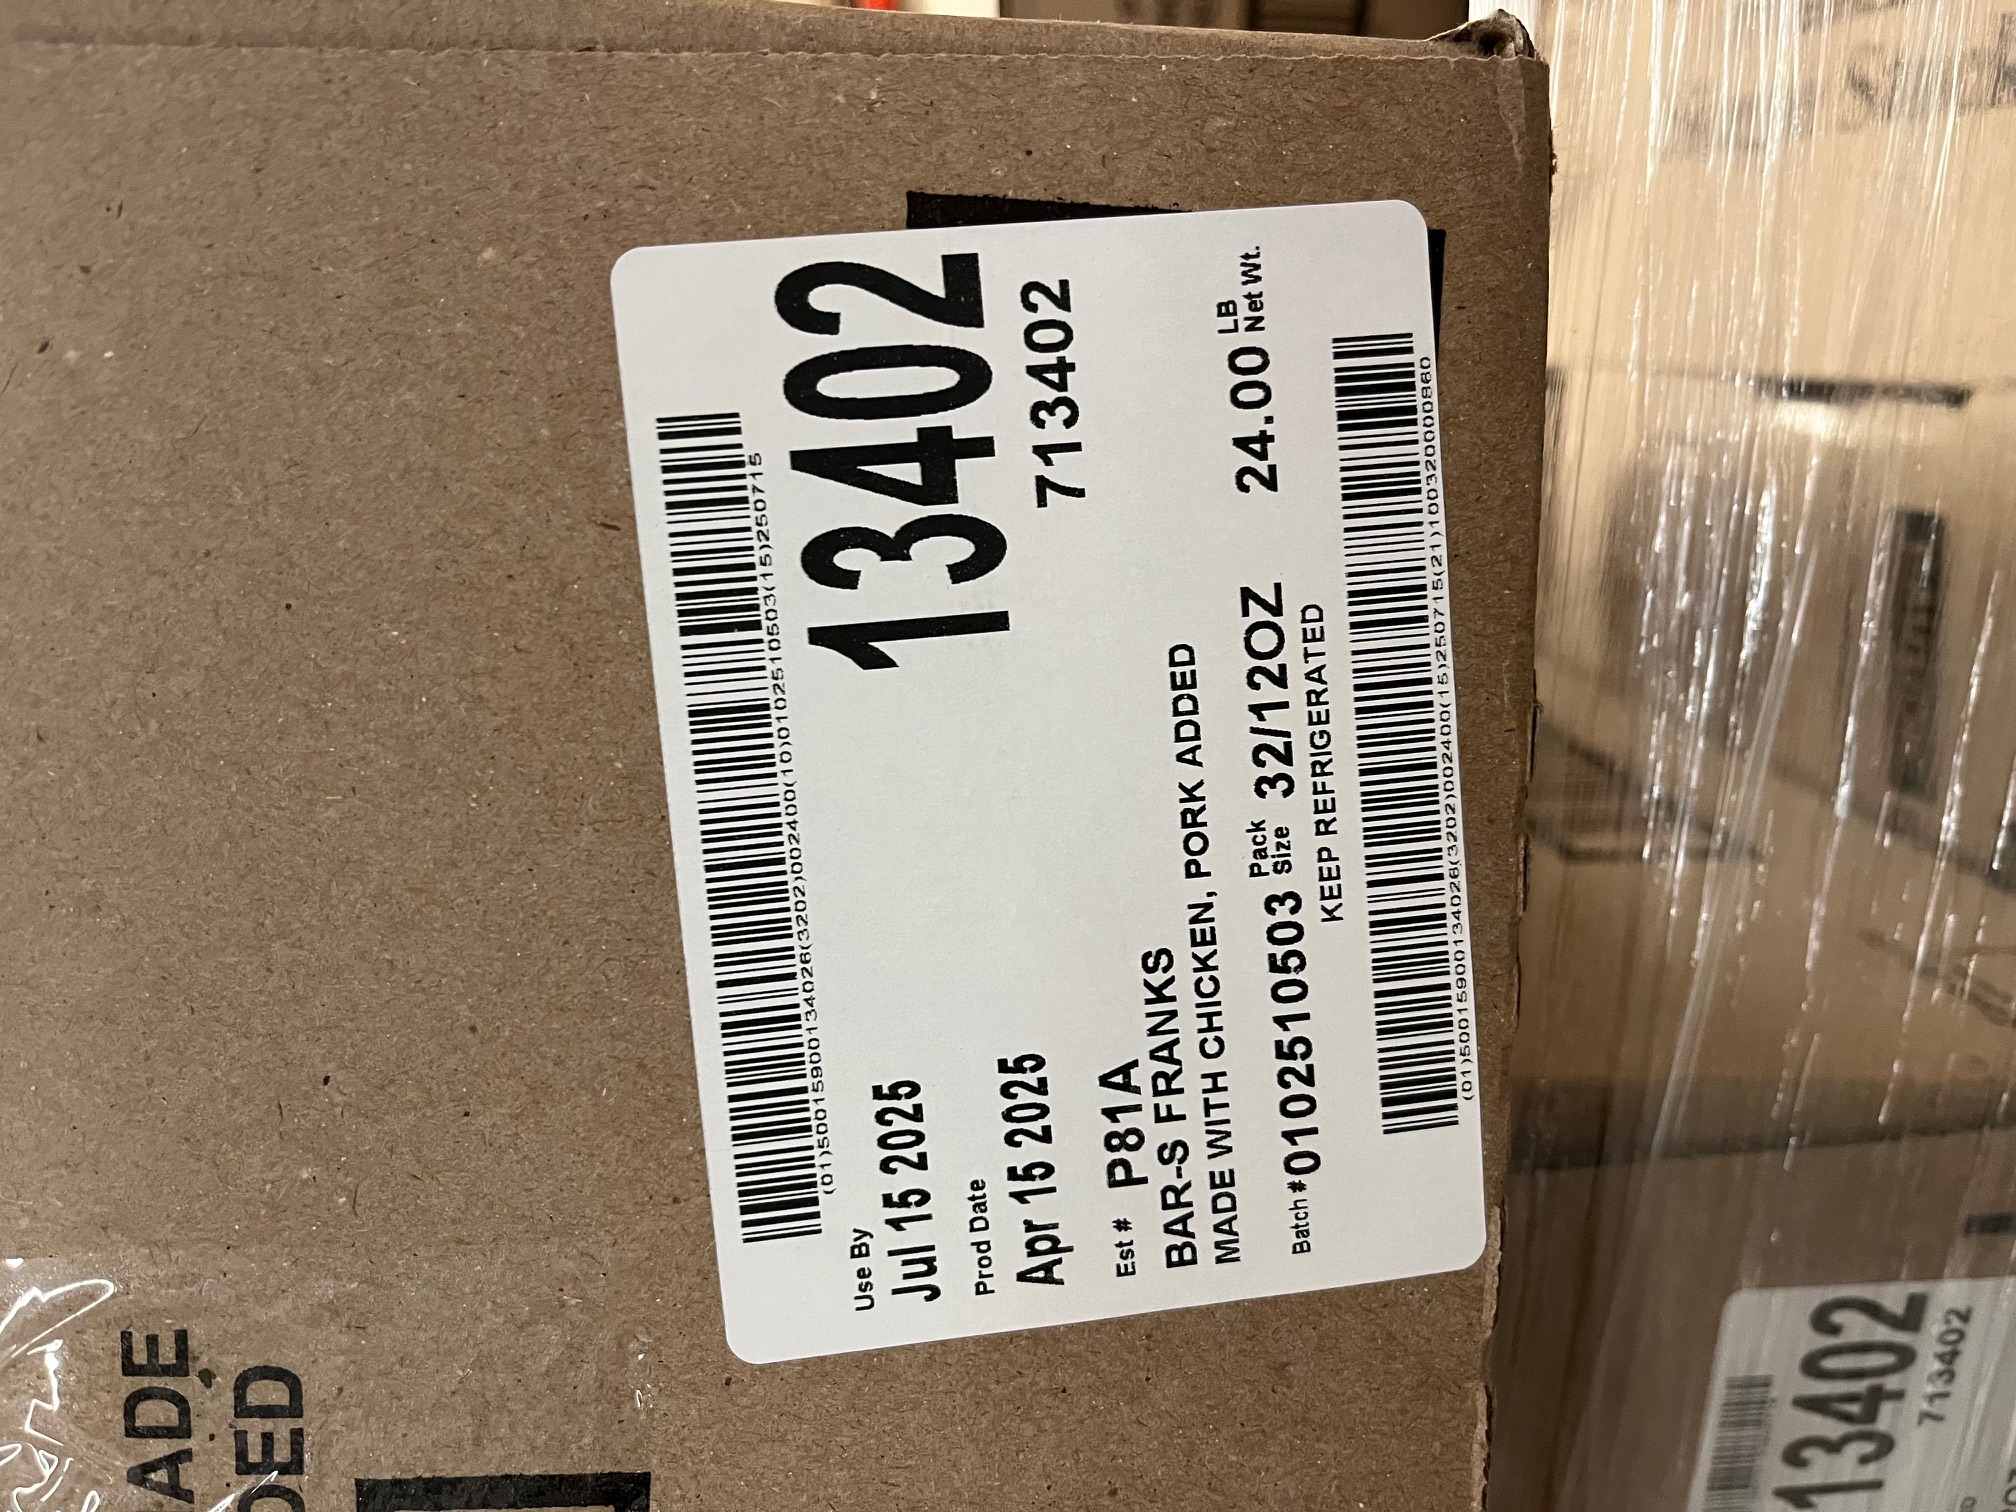 (01)50015900134026(3202)002400(10)0102510503(15)250715
13402
713402
Use By
Jul 15 2025
Prod Date
Apr 15 2025
Est # P81A
BAR-S FRANKS
MADE WITH CHICKEN, PORK ADDED
Batch # 0102510503 Pack Size 32/12OZ 24.00 LB Net Wt.
KEEP REFRIGERATED
(01)50015900134026(3202)002400(15)250715(21)100320000860
ADE
DED
13402
713402